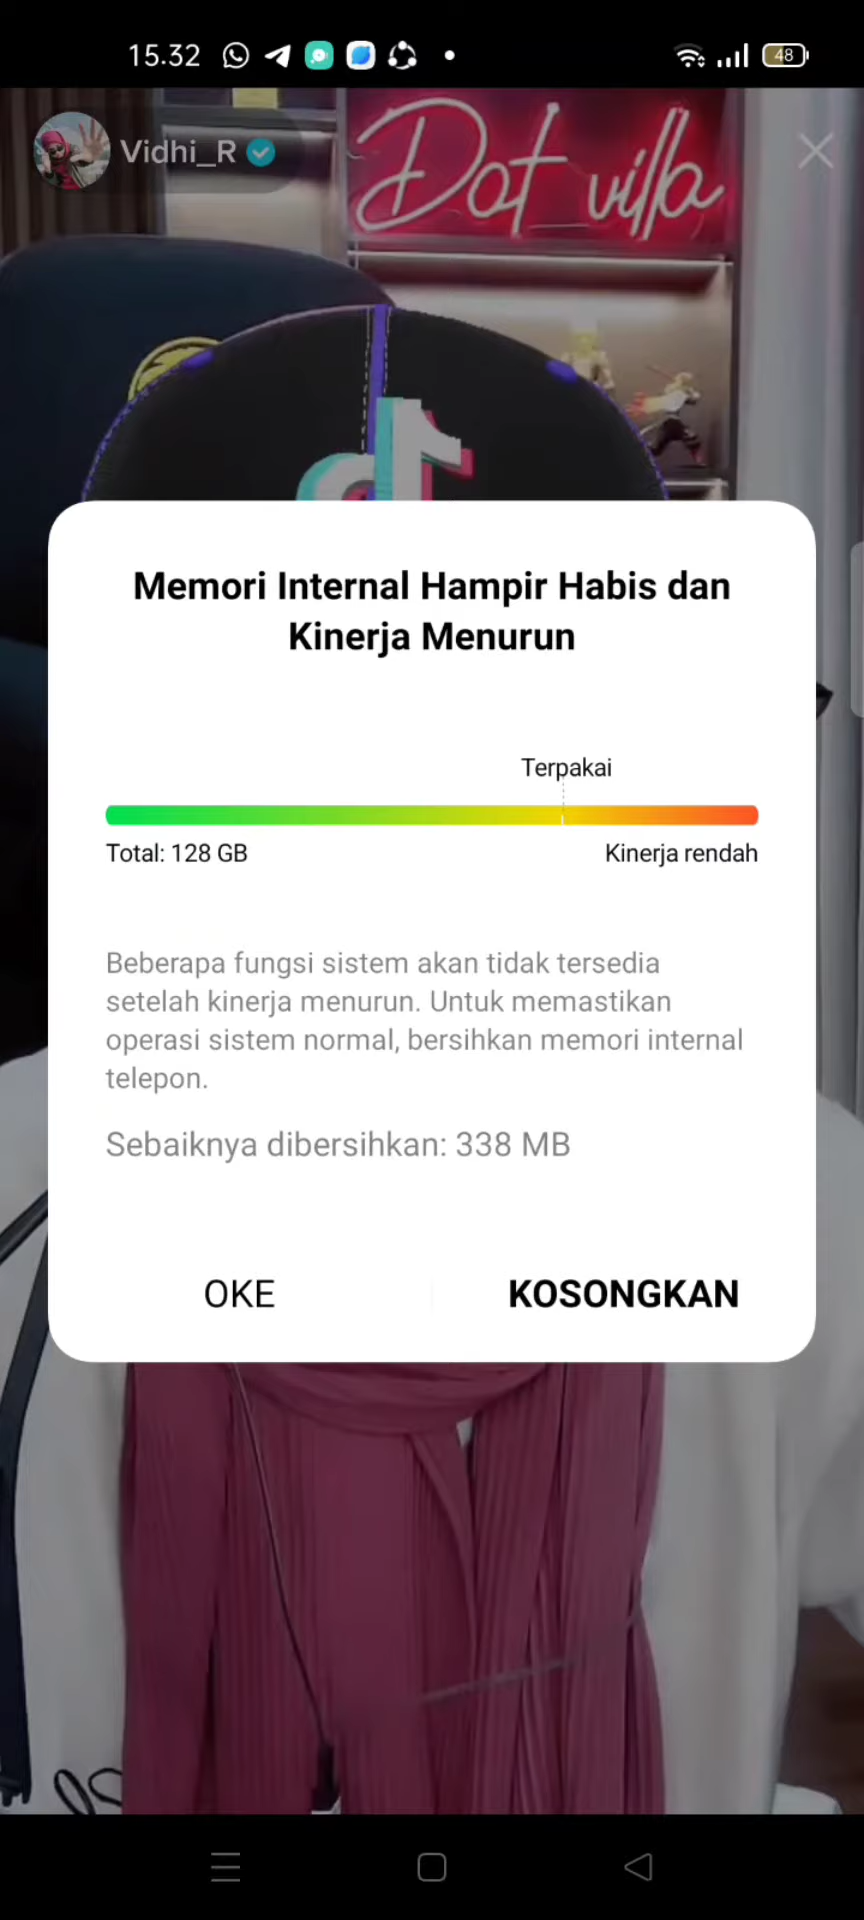 15.32
48
Vidhi_R
Dot villa
Memori Internal Hampir Habis dan
Kinerja Menurun
Terpakai
Total: 128 GB
Kinerja rendah
Beberapa fungsi sistem akan tidak tersedia
setelah kinerja menurun. Untuk memastikan
operasi sistem normal, bersihkan memori internal
telepon.
Sebaiknya dibersihkan: 338 MB
OKE
KOSONGKAN